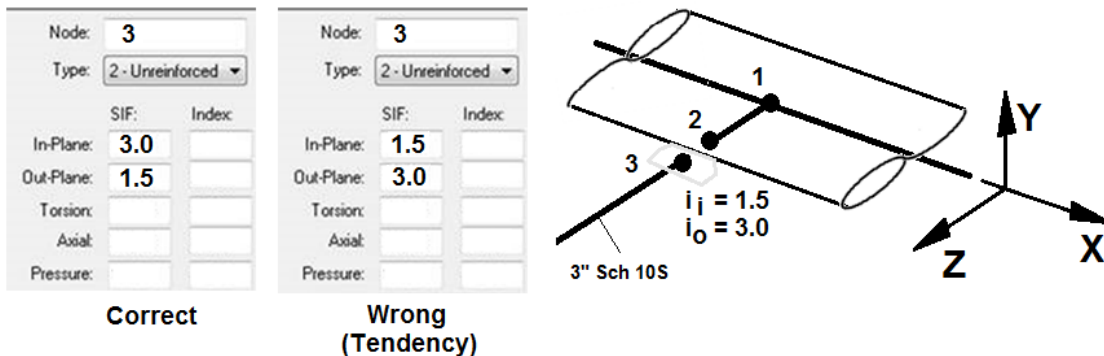 Node: 3
Type: 2 - Unreinforced
SIF: Index:
In-Plane: 3.0
Out-Plane: 1.5
Torsion:
Axial:
Pressure:
Correct
Node: 3
Type: 2 - Unreinforced
SIF: Index:
In-Plane: 1.5
Out-Plane: 3.0
Torsion:
Axial:
Pressure:
Wrong
(Tendency)
1
2
3
i i = 1.5
i o = 3.0
3" Sch 10S
Y
X
Z